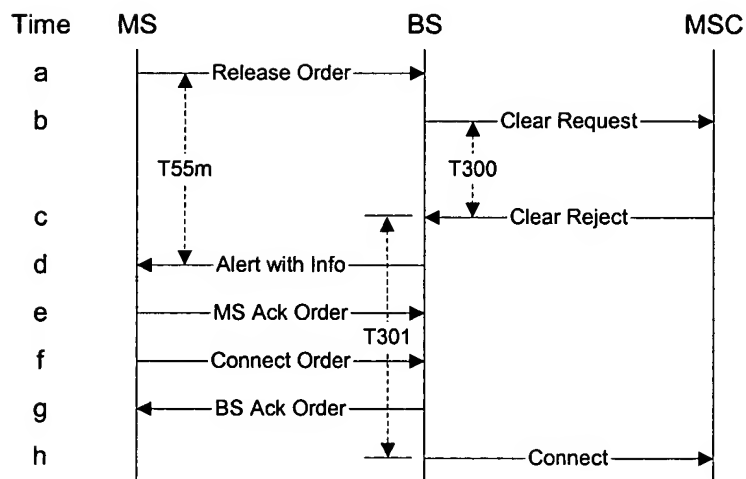 Time MS BS MSC
a Release Order
b Clear Request
T55m T300
c Clear Reject
d Alert with Info
e MS Ack Order
T301
f Connect Order
g BS Ack Order
h Connect